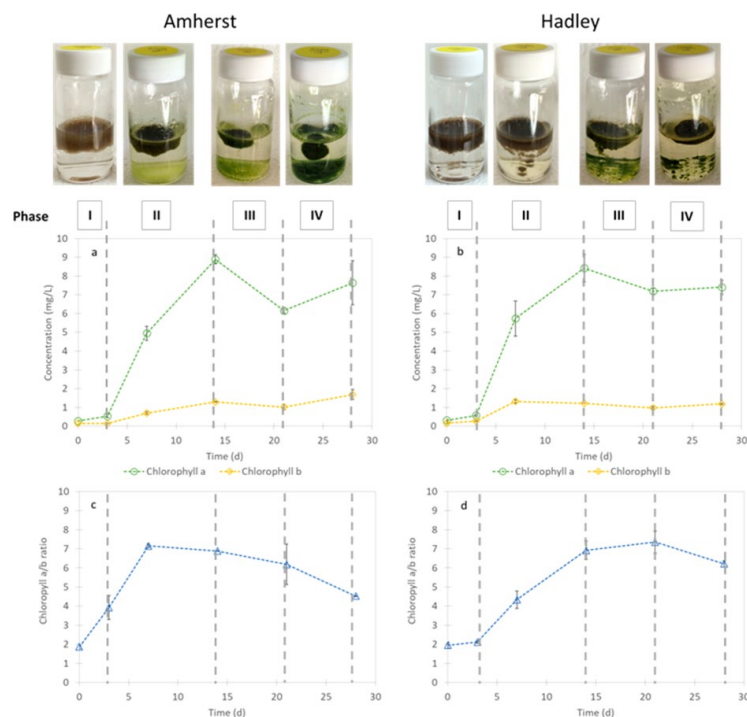 Amherst
Hadley
Phase
I
II
III
IV
I
II
III
IV
a
10
9
8
7
6
5
4
3
2
1
0
Concentration (mg/L)
0
5
10
15
20
25
30
Time (d)
Chlorophyll a
Chlorophyll b
b
10
9
8
7
6
5
4
3
2
1
0
Concentration (mg/L)
0
5
10
15
20
25
30
Time (d)
Chlorophyll a
Chlorophyll b
c
10
9
8
7
6
5
4
3
2
1
0
Chloropyll a/b ratio
0
5
10
15
20
25
30
Time (d)
d
10
9
8
7
6
5
4
3
2
1
0
Chloropyll a/b ratio
0
5
10
15
20
25
30
Time (d)